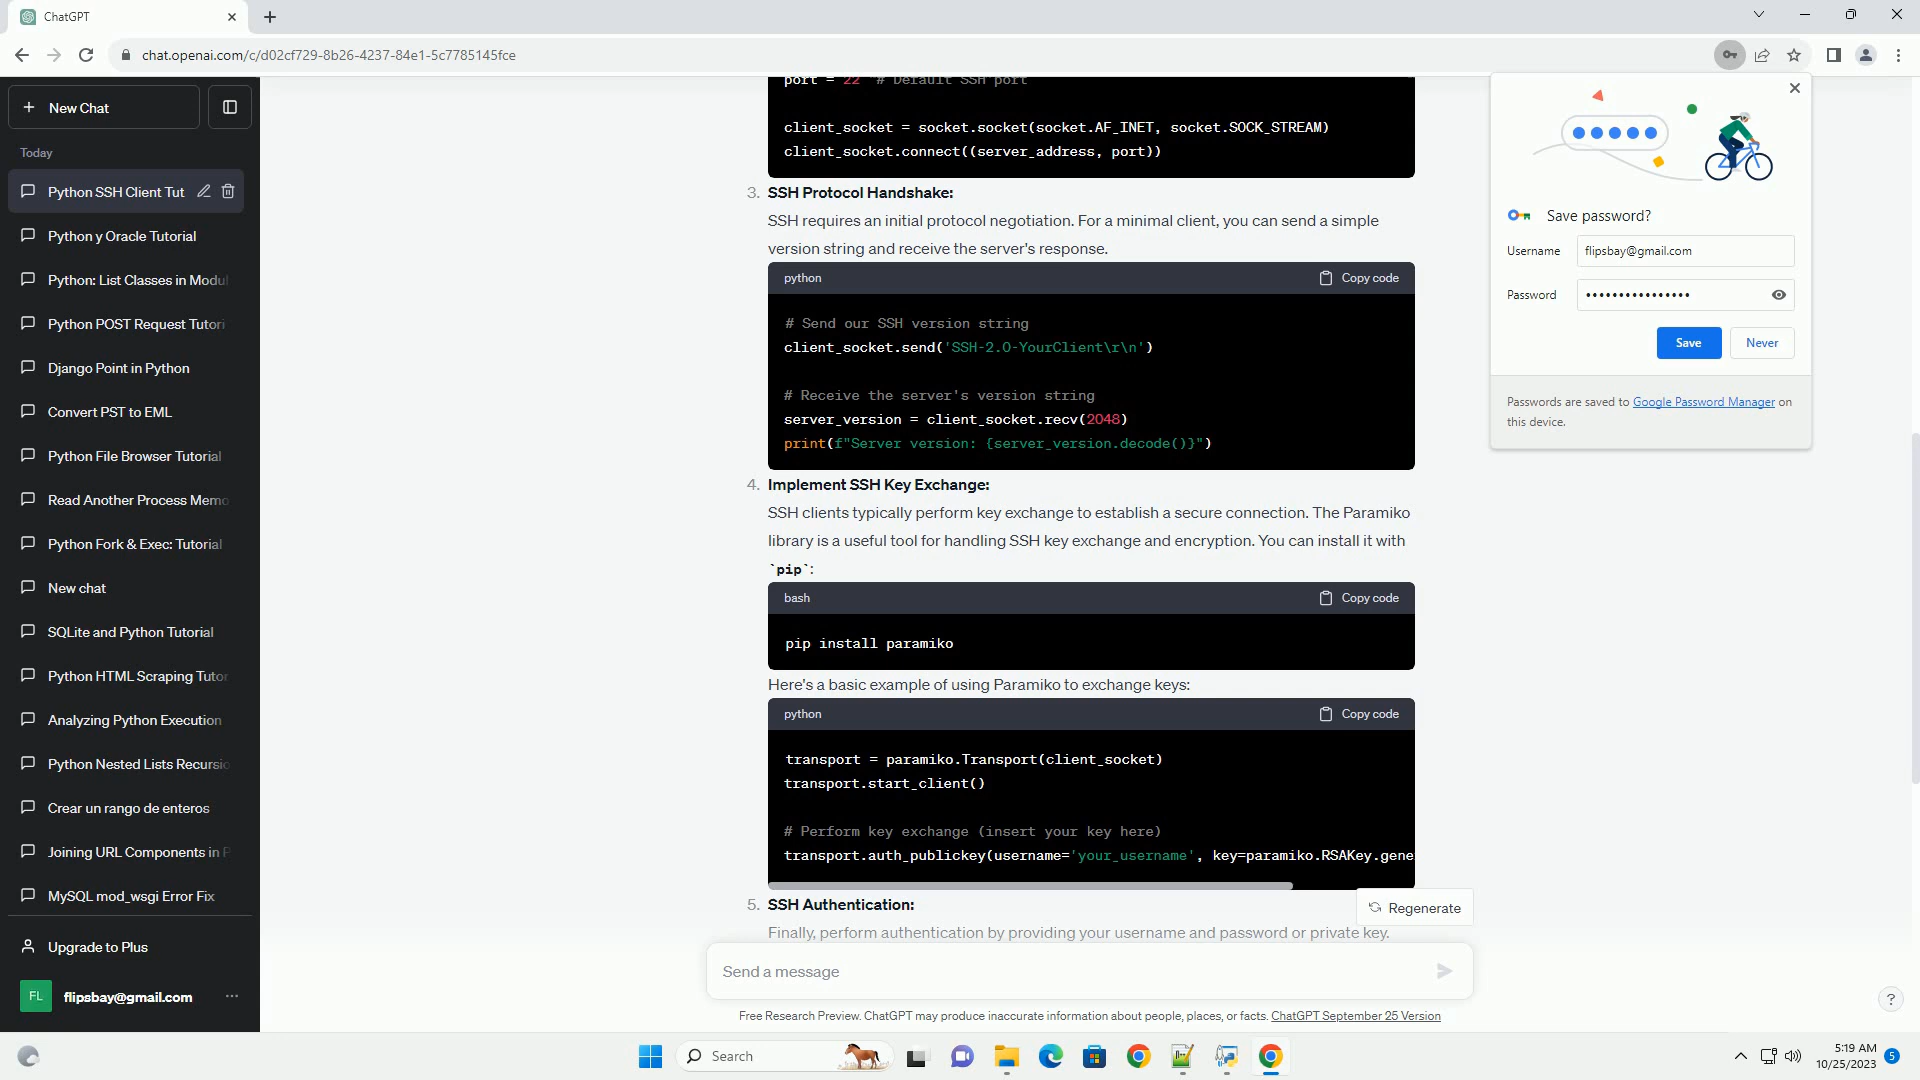 ChatGPT
chat.openai.com/c/d02cf729-8b26-4237-84e1-5c7785145fce
New Chat
Today
Python SSH Client Tut
Python y Oracle Tutorial
Python: List Classes in Modul
Python POST Request Tutori
Django Point in Python
Convert PST to EML
Python File Browser Tutorial
Read Another Process Memo
Python Fork & Exec: Tutorial
New chat
SQLite and Python Tutorial
Python HTML Scraping Tutor
Analyzing Python Execution
Python Nested Lists Recursio
Crear un rango de enteros
Joining URL Components in P
MySQL mod_wsgi Error Fix
Upgrade to Plus
FL
flipsbay@gmail.com
port = 22 # Default SSH port
client_socket = socket.socket(socket.AF_INET, socket.SOCK_STREAM)
client_socket.connect((server_address, port))
3. SSH Protocol Handshake:
SSH requires an initial protocol negotiation. For a minimal client, you can send a simple
version string and receive the server's response.
python
Copy code
# Send our SSH version string
client_socket.send('SSH-2.0-YourClient\r\n')
# Receive the server's version string
server_version = client_socket.recv(2048)
print(f"Server version: {server_version.decode()}")
4. Implement SSH Key Exchange:
SSH clients typically perform key exchange to establish a secure connection. The Paramiko
library is a useful tool for handling SSH key exchange and encryption. You can install it with
`pip`:
bash
Copy code
pip install paramiko
Here's a basic example of using Paramiko to exchange keys:
python
Copy code
transport = paramiko.Transport(client_socket)
transport.start_client()
# Perform key exchange (insert your key here)
transport.auth_publickey(username='your_username', key=paramiko.RSAKey.gene
5. SSH Authentication:
Finally, perform authentication by providing your username and password or private key.
Regenerate
Send a message
Free Research Preview. ChatGPT may produce inaccurate information about people, places, or facts. ChatGPT September 25 Version
Save password?
Username
flipsbay@gmail.com
Password
Save
Never
Passwords are saved to Google Password Manager on
this device.
?
Search
5:19 AM
10/25/2023
5